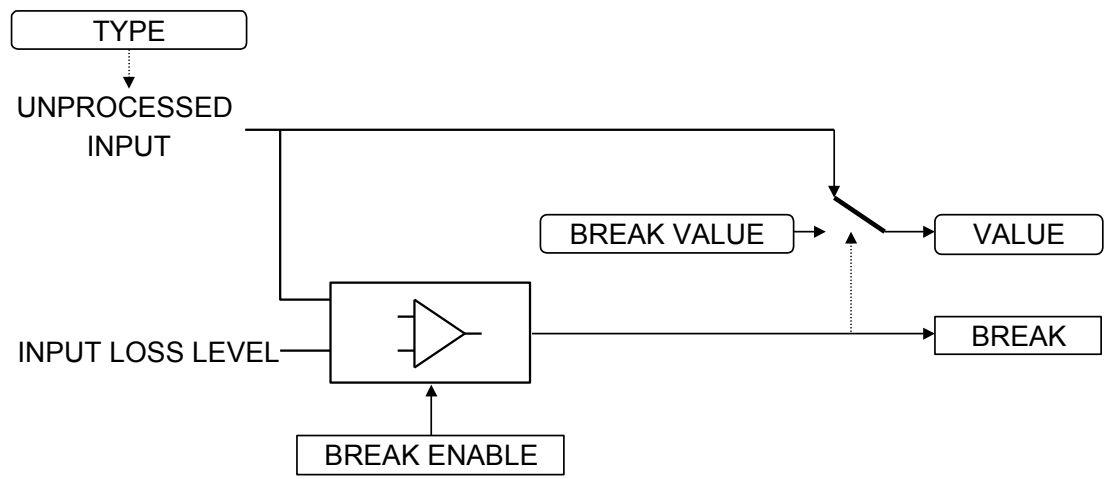 TYPE
UNPROCESSED
INPUT
BREAK VALUE
VALUE
INPUT LOSS LEVEL
BREAK
BREAK ENABLE